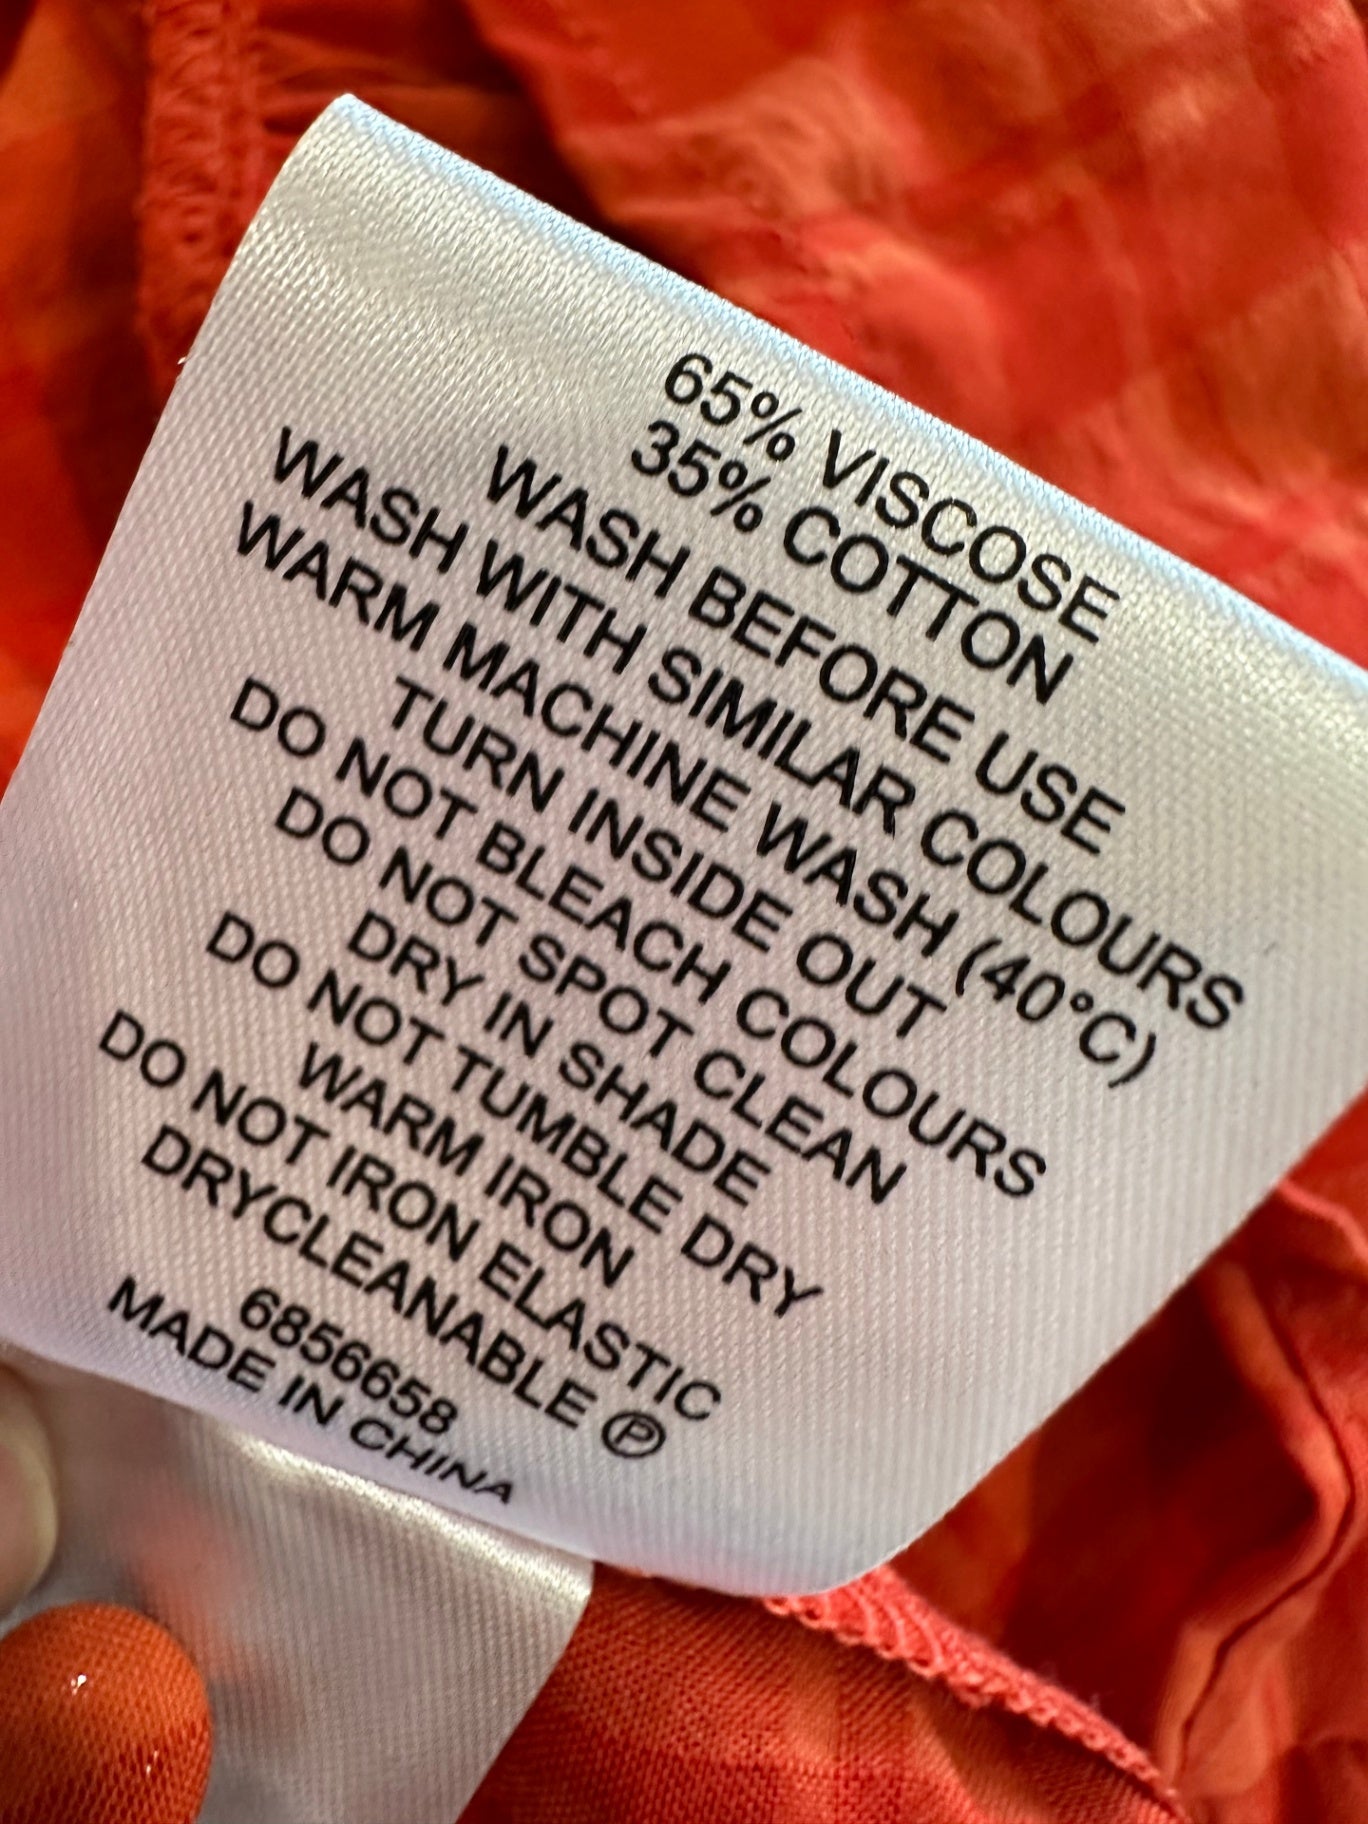 65% VISCOSE
35% COTTON
WASH BEFORE USE
WASH WITH SIMILAR COLOURS
WARM MACHINE WASH (40°C)
TURN INSIDE OUT
DO NOT BLEACH COLOURS
DO NOT SPOT CLEAN
DRY IN SHADE
DO NOT TUMBLE DRY
WARM IRON
DO NOT IRON ELASTIC
DRYCLEANABLE Ⓟ
6856658
MADE IN CHINA